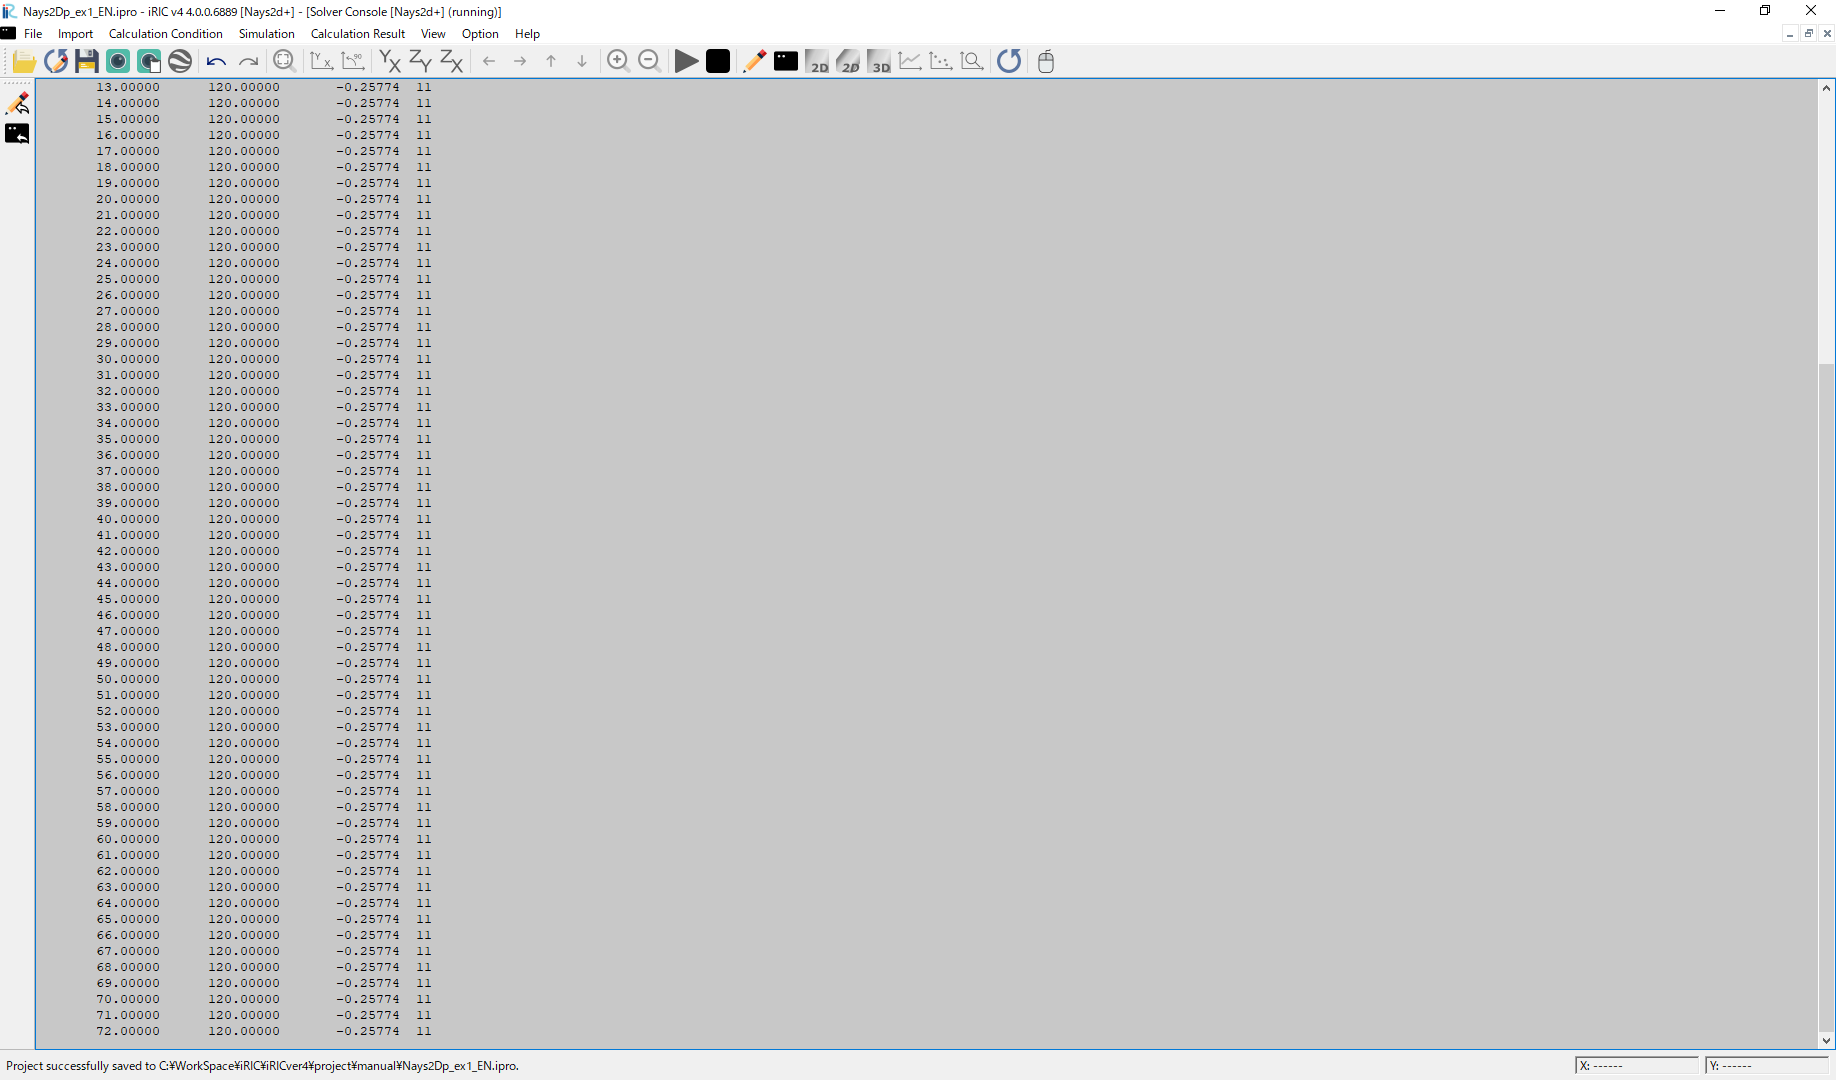 Nays2Dp_ex1_EN.ipro - iRIC v4 4.0.0.6889 [Nays2d+] - [Solver Console [Nays2d+] (running)]
File Import Calculation Condition Simulation Calculation Result View Option Help
Y X Y X Z Y Z X 2D 2D 3D
13.00000 120.00000 -0.25774 11
14.00000 120.00000 -0.25774 11
15.00000 120.00000 -0.25774 11
16.00000 120.00000 -0.25774 11
17.00000 120.00000 -0.25774 11
18.00000 120.00000 -0.25774 11
19.00000 120.00000 -0.25774 11
20.00000 120.00000 -0.25774 11
21.00000 120.00000 -0.25774 11
22.00000 120.00000 -0.25774 11
23.00000 120.00000 -0.25774 11
24.00000 120.00000 -0.25774 11
25.00000 120.00000 -0.25774 11
26.00000 120.00000 -0.25774 11
27.00000 120.00000 -0.25774 11
28.00000 120.00000 -0.25774 11
29.00000 120.00000 -0.25774 11
30.00000 120.00000 -0.25774 11
31.00000 120.00000 -0.25774 11
32.00000 120.00000 -0.25774 11
33.00000 120.00000 -0.25774 11
34.00000 120.00000 -0.25774 11
35.00000 120.00000 -0.25774 11
36.00000 120.00000 -0.25774 11
37.00000 120.00000 -0.25774 11
38.00000 120.00000 -0.25774 11
39.00000 120.00000 -0.25774 11
40.00000 120.00000 -0.25774 11
41.00000 120.00000 -0.25774 11
42.00000 120.00000 -0.25774 11
43.00000 120.00000 -0.25774 11
44.00000 120.00000 -0.25774 11
45.00000 120.00000 -0.25774 11
46.00000 120.00000 -0.25774 11
47.00000 120.00000 -0.25774 11
48.00000 120.00000 -0.25774 11
49.00000 120.00000 -0.25774 11
50.00000 120.00000 -0.25774 11
51.00000 120.00000 -0.25774 11
52.00000 120.00000 -0.25774 11
53.00000 120.00000 -0.25774 11
54.00000 120.00000 -0.25774 11
55.00000 120.00000 -0.25774 11
56.00000 120.00000 -0.25774 11
57.00000 120.00000 -0.25774 11
58.00000 120.00000 -0.25774 11
59.00000 120.00000 -0.25774 11
60.00000 120.00000 -0.25774 11
61.00000 120.00000 -0.25774 11
62.00000 120.00000 -0.25774 11
63.00000 120.00000 -0.25774 11
64.00000 120.00000 -0.25774 11
65.00000 120.00000 -0.25774 11
66.00000 120.00000 -0.25774 11
67.00000 120.00000 -0.25774 11
68.00000 120.00000 -0.25774 11
69.00000 120.00000 -0.25774 11
70.00000 120.00000 -0.25774 11
71.00000 120.00000 -0.25774 11
72.00000 120.00000 -0.25774 11
Project successfully saved to C:¥WorkSpace¥iRIC¥iRICver4¥project¥manual¥Nays2Dp_ex1_EN.ipro. X: ------ Y: ------